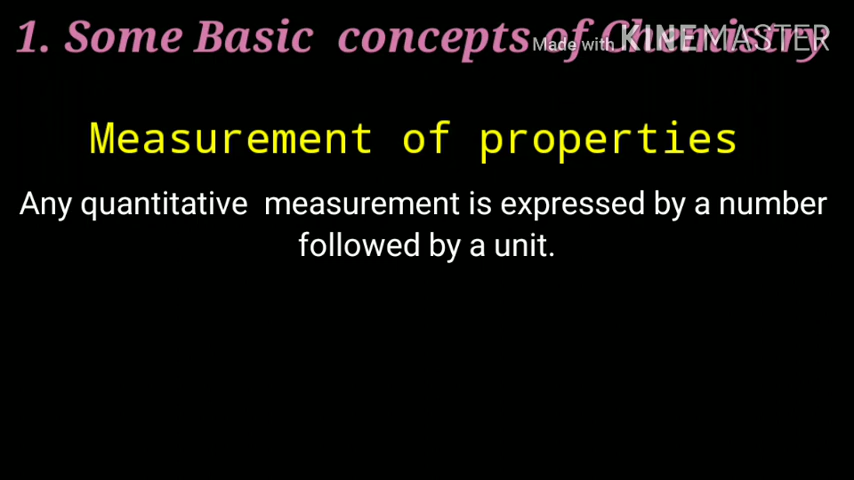 1. Some Basic concepts of Chemistry
Made with KINEMASTER
Measurement of properties
Any quantitative measurement is expressed by a number
followed by a unit.